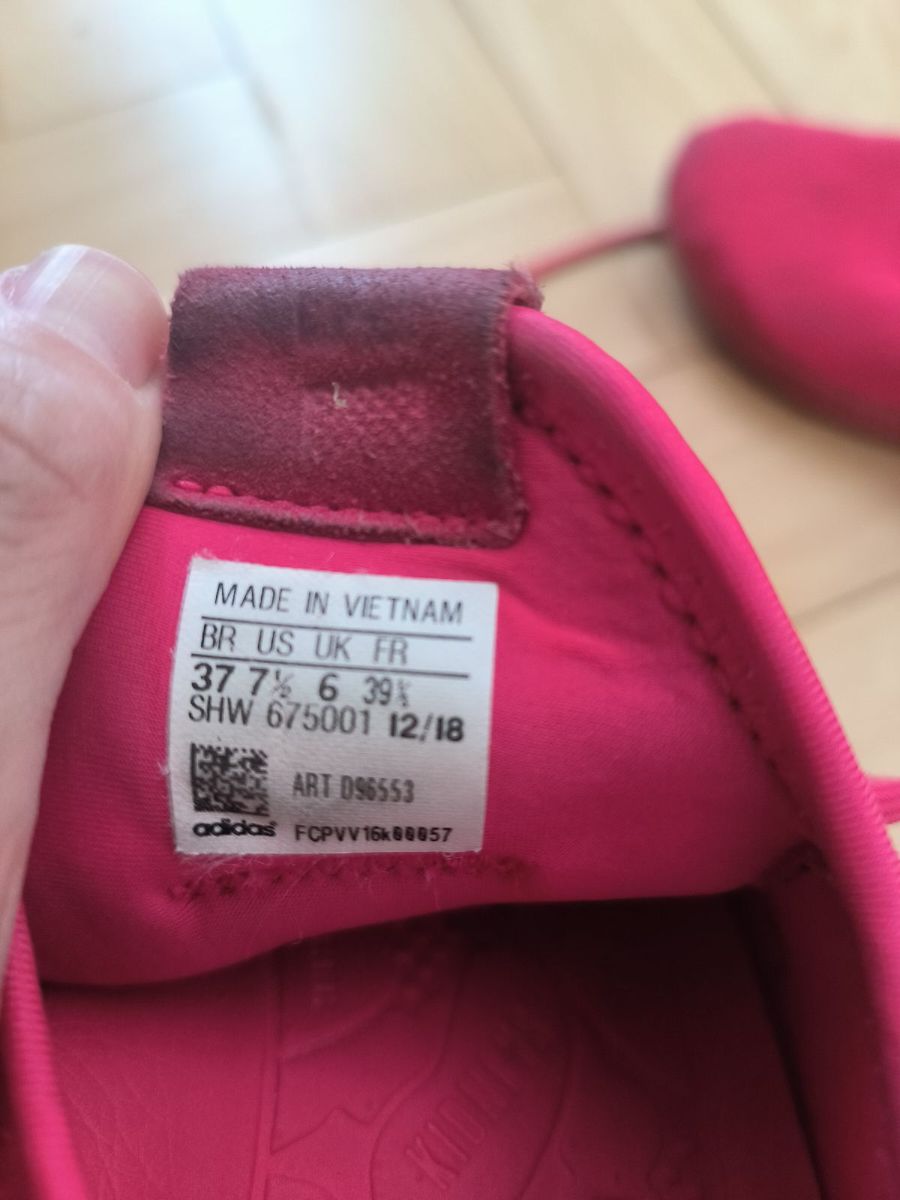 MADE IN VIETNAM
BR US UK FR
37 7½ 6 39⅓
SHW 675001 12/18
ART D96553
adidas FCPVV16K00057